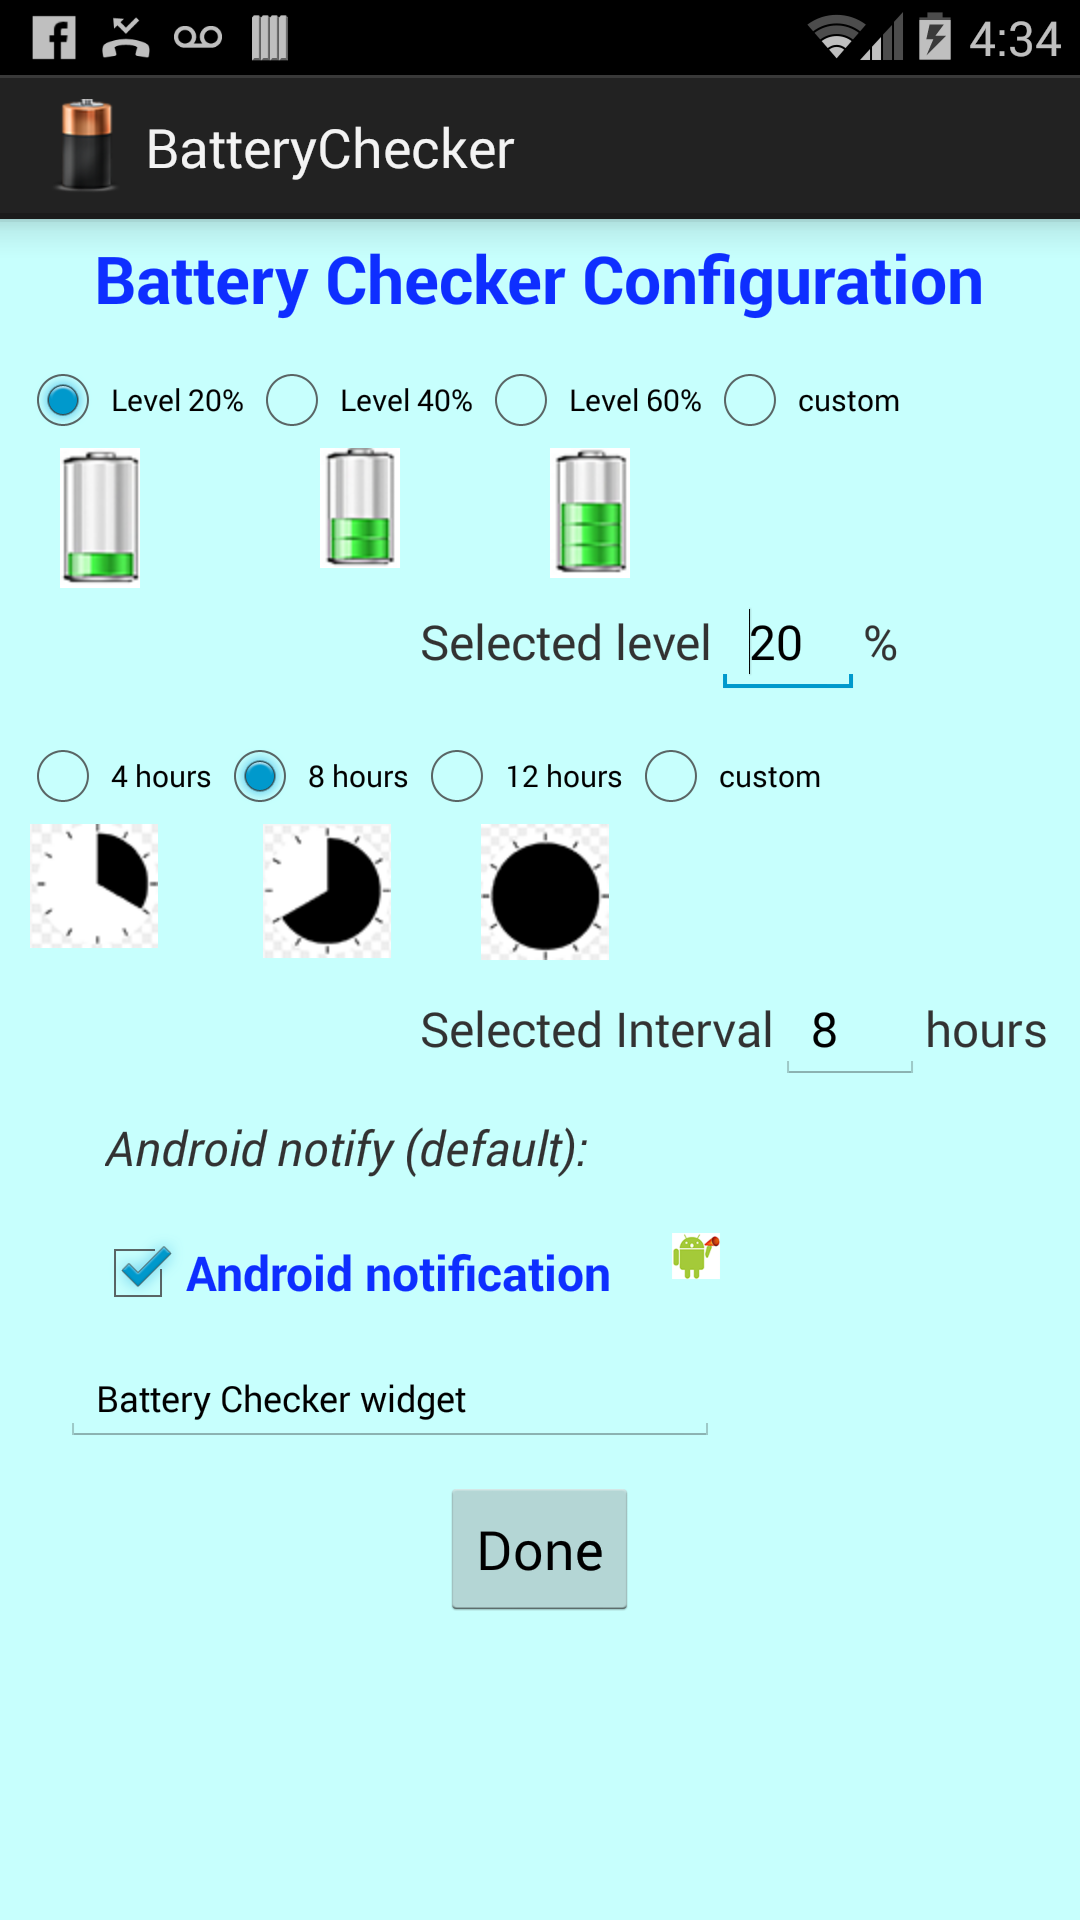 4:34
BatteryChecker
Battery Checker Configuration
Level 20% Level 40% Level 60% custom
Selected level 20 %
4 hours 8 hours 12 hours custom
Selected Interval 8 hours
Android notify (default):
Android notification
Battery Checker widget
Done